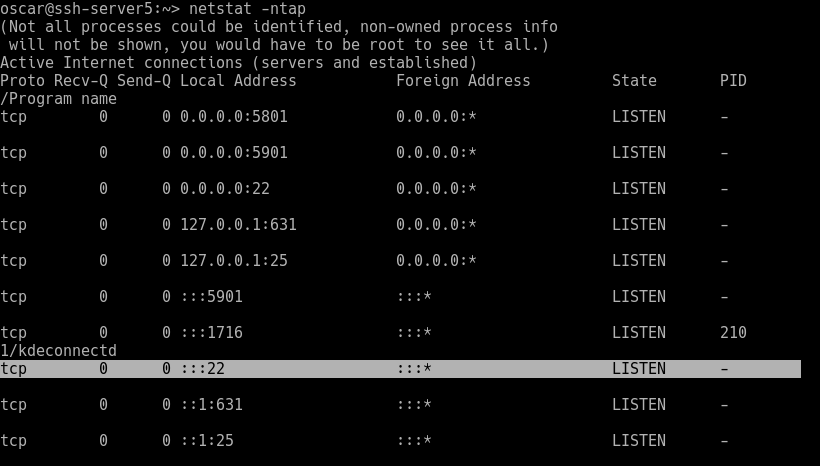 oscar@ssh-server5:~> netstat -ntap
(Not all processes could be identified, non-owned process info
 will not be shown, you would have to be root to see it all.)
Active Internet connections (servers and established)
Proto Recv-Q Send-Q Local Address           Foreign Address         State       PID
/Program name
tcp        0      0 0.0.0.0:5801            0.0.0.0:*               LISTEN      -
tcp        0      0 0.0.0.0:5901            0.0.0.0:*               LISTEN      -
tcp        0      0 0.0.0.0:22              0.0.0.0:*               LISTEN      -
tcp        0      0 127.0.0.1:631           0.0.0.0:*               LISTEN      -
tcp        0      0 127.0.0.1:25            0.0.0.0:*               LISTEN      -
tcp        0      0 :::5901                 :::*                    LISTEN      -
tcp        0      0 :::1716                 :::*                    LISTEN      210
1/kdeconnectd
tcp        0      0 :::22                   :::*                    LISTEN      -
tcp        0      0 ::1:631                 :::*                    LISTEN      -
tcp        0      0 ::1:25                  :::*                    LISTEN      -